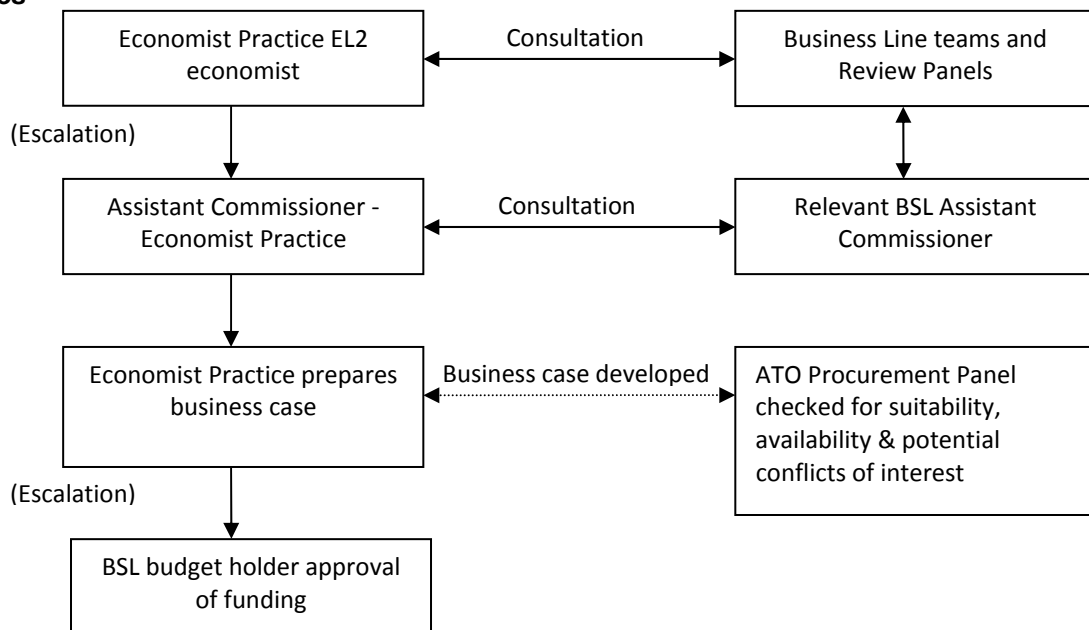 Economist Practice EL2
economist
Consultation
Business Line teams and
Review Panels
(Escalation)
Assistant Commissioner -
Economist Practice
Consultation
Relevant BSL Assistant
Commissioner
Economist Practice prepares
business case
Business case developed
ATO Procurement Panel
checked for suitability,
availability & potential
conflicts of interest
(Escalation)
BSL budget holder approval
of funding